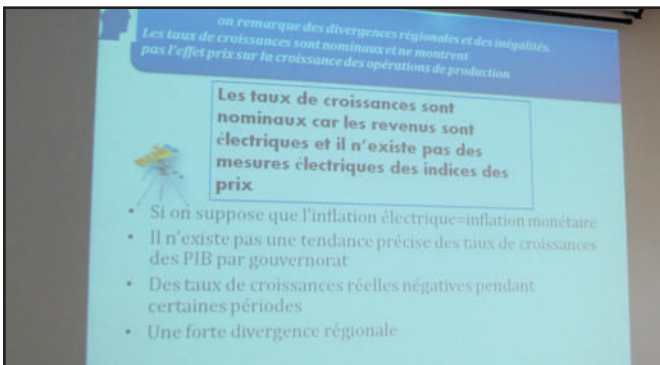 on remarque des divergences régionales et des inégalités.
Les taux de croissances sont nominaux et ne montrent
pas l'effet prix sur la croissance des opérations de production
Les taux de croissances sont
nominaux car les revenus sont
électriques et il n'existe pas des
mesures électriques des indices des
prix
• Si on suppose que l'inflation électrique=inflation monétaire
• Il n'existe pas une tendance précise des taux de croissances
des PIB par gouvernorat
• Des taux de croissances réelles négatives pendant
certaines périodes
• Une forte divergence régionale